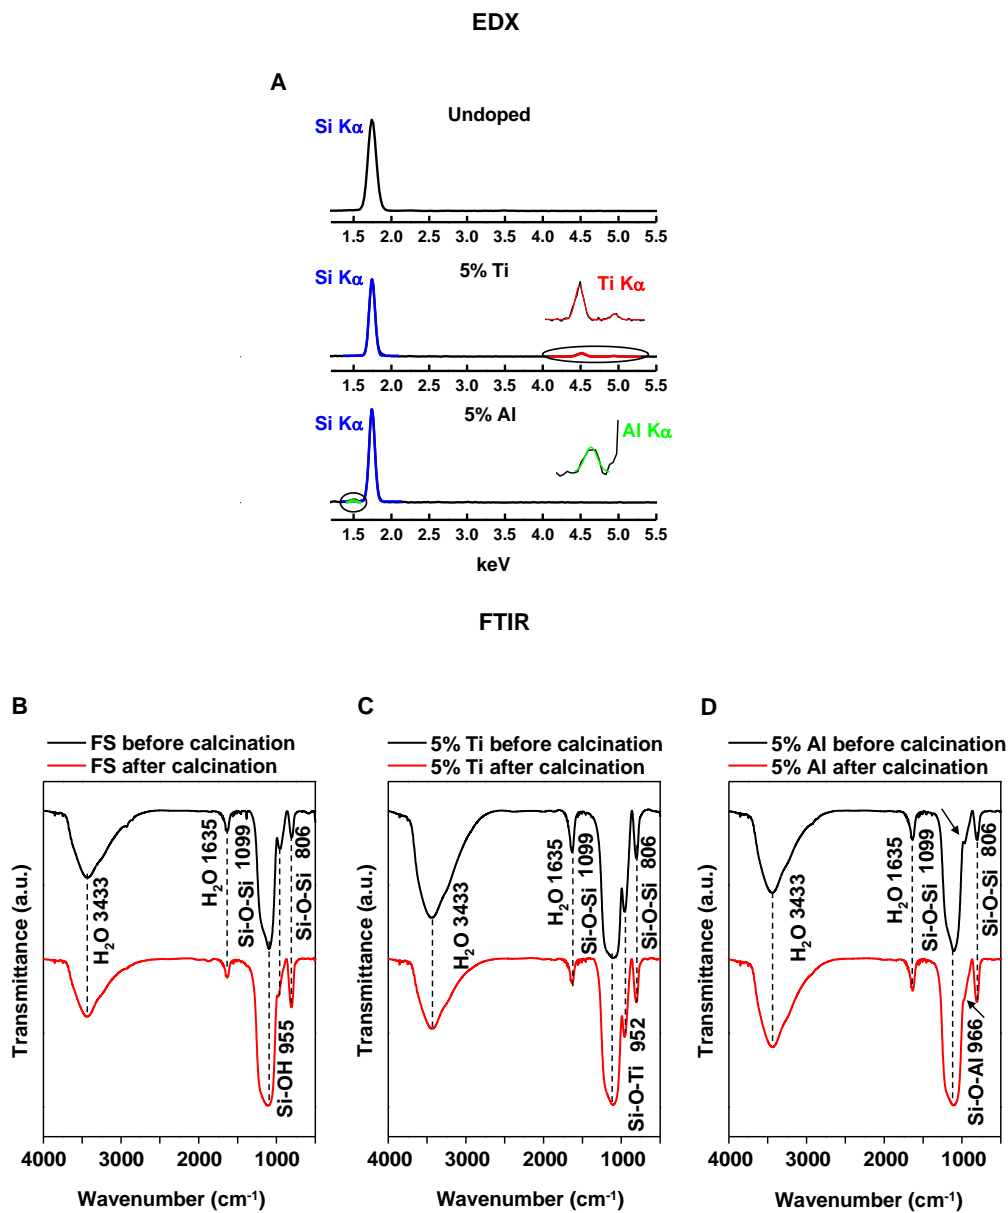 EDX
A
Undoped
Si Kα
1.5 2.0 2.5 3.0 3.5 4.0 4.5 5.0 5.5
5% Ti
Si Kα
Ti Kα
1.5 2.0 2.5 3.0 3.5 4.0 4.5 5.0 5.5
5% Al
Si Kα
Al Kα
1.5 2.0 2.5 3.0 3.5 4.0 4.5 5.0 5.5
keV
FTIR
B
FS before calcination
FS after calcination
Transmittance (a.u.)
H₂O 3433
H₂O 1635
Si-O-Si 1099
Si-OH 955
Si-O-Si 806
4000 3000 2000 1000
Wavenumber (cm⁻¹)
C
5% Ti before calcination
5% Ti after calcination
Transmittance (a.u.)
H₂O 3433
H₂O 1635
Si-O-Si 1099
Si-O-Ti 952
Si-O-Si 806
4000 3000 2000 1000
Wavenumber (cm⁻¹)
D
5% Al before calcination
5% Al after calcination
Transmittance (a.u.)
H₂O 3433
H₂O 1635
Si-O-Si 1099
Si-O-Al 966
Si-O-Si 806
4000 3000 2000 1000
Wavenumber (cm⁻¹)